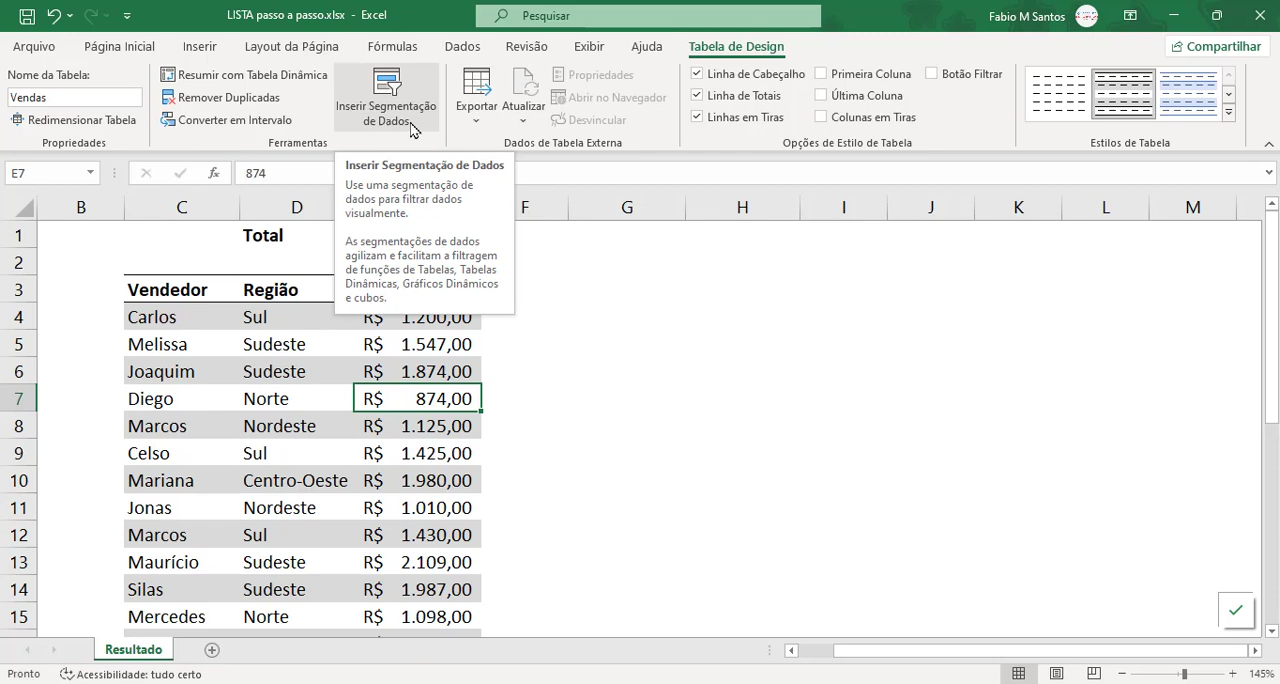 LISTA passo a passo.xlsx - Excel
Pesquisar
Fabio M Santos
Arquivo Página Inicial Inserir Layout da Página Fórmulas Dados Revisão Exibir Ajuda Tabela de Design Compartilhar
Nome da Tabela:
Vendas
Redimensionar Tabela
Propriedades
Resumir com Tabela Dinâmica
Remover Duplicadas
Converter em Intervalo
Inserir Segmentação
de Dados
Ferramentas
Exportar Atualizar
Propriedades
Abrir no Navegador
Desvincular
Dados de Tabela Externa
Linha de Cabeçalho Primeira Coluna Botão Filtrar
Linha de Totais Última Coluna
Linhas em Tiras Colunas em Tiras
Opções de Estilo de Tabela
Estilos de Tabela
E7 fx 874
Inserir Segmentação de Dados
Use uma segmentação de
dados para filtrar dados
visualmente.
As segmentações de dados
agilizam e facilitam a filtragem
de funções de Tabelas, Tabelas
Dinâmicas, Gráficos Dinâmicos
e cubos.
B C D F G H I J K L M
1 Total
2
3 Vendedor Região
4 Carlos Sul R$ 1.200,00
5 Melissa Sudeste R$ 1.547,00
6 Joaquim Sudeste R$ 1.874,00
7 Diego Norte R$ 874,00
8 Marcos Nordeste R$ 1.125,00
9 Celso Sul R$ 1.425,00
10 Mariana Centro-Oeste R$ 1.980,00
11 Jonas Nordeste R$ 1.010,00
12 Marcos Sul R$ 1.430,00
13 Maurício Sudeste R$ 2.109,00
14 Silas Sudeste R$ 1.987,00
15 Mercedes Norte R$ 1.098,00
Resultado
Pronto Acessibilidade: tudo certo 145%